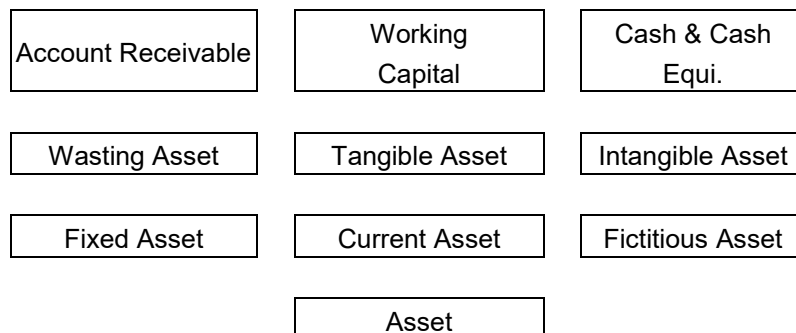 Account Receivable
Working
Capital
Cash & Cash
Equi.
Wasting Asset
Tangible Asset
Intangible Asset
Fixed Asset
Current Asset
Fictitious Asset
Asset